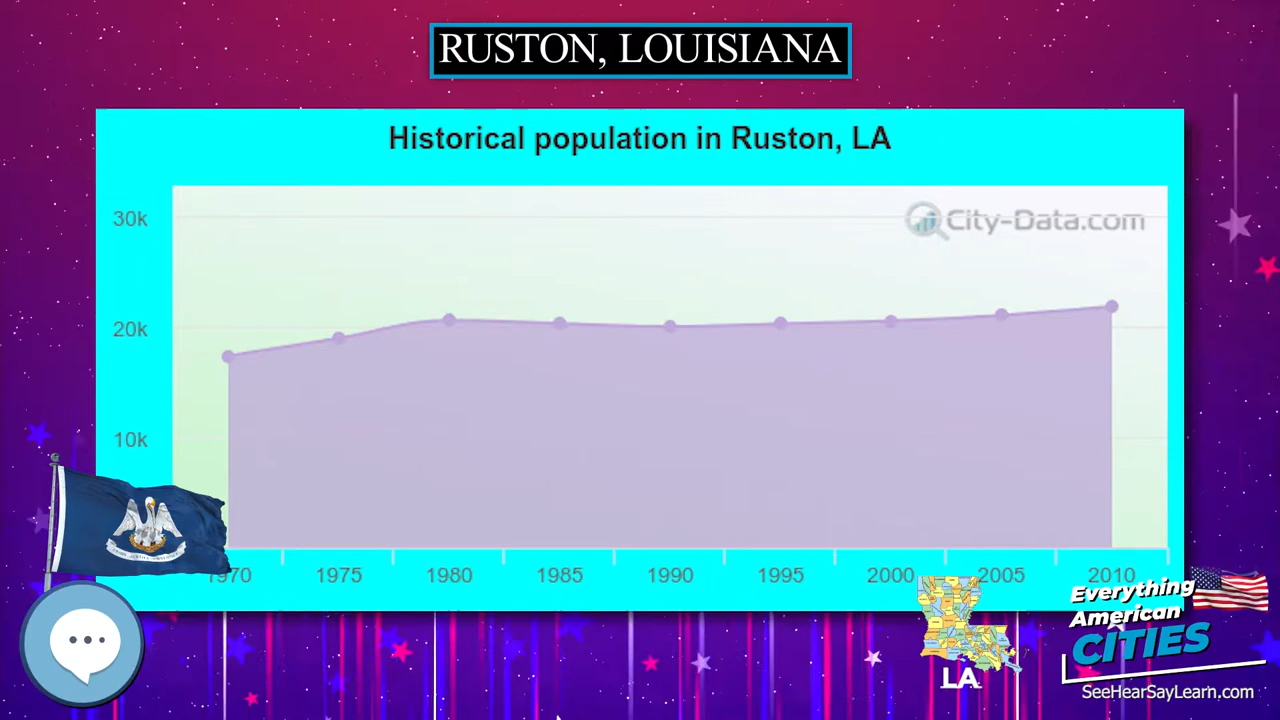 RUSTON, LOUISIANA
Historical population in Ruston, LA
City-Data.com
30k
20k
10k
1970 1975 1980 1985 1990 1995 2000 2005 2010
Everything
American
CITIES
LA
SeeHearSayLearn.com